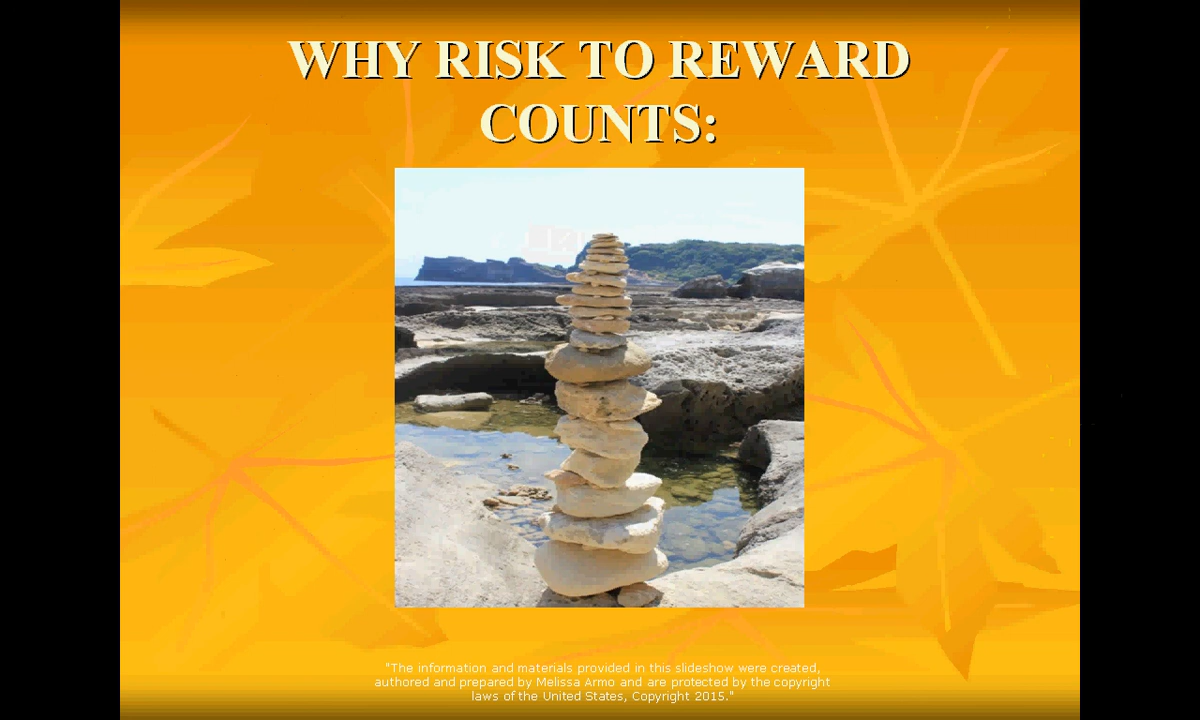 WHY RISK TO REWARD
COUNTS:
"The information and materials provided in this slideshow were created,
authored and prepared by Melissa Armo and are protected by the copyright
laws of the United States, Copyright 2015."